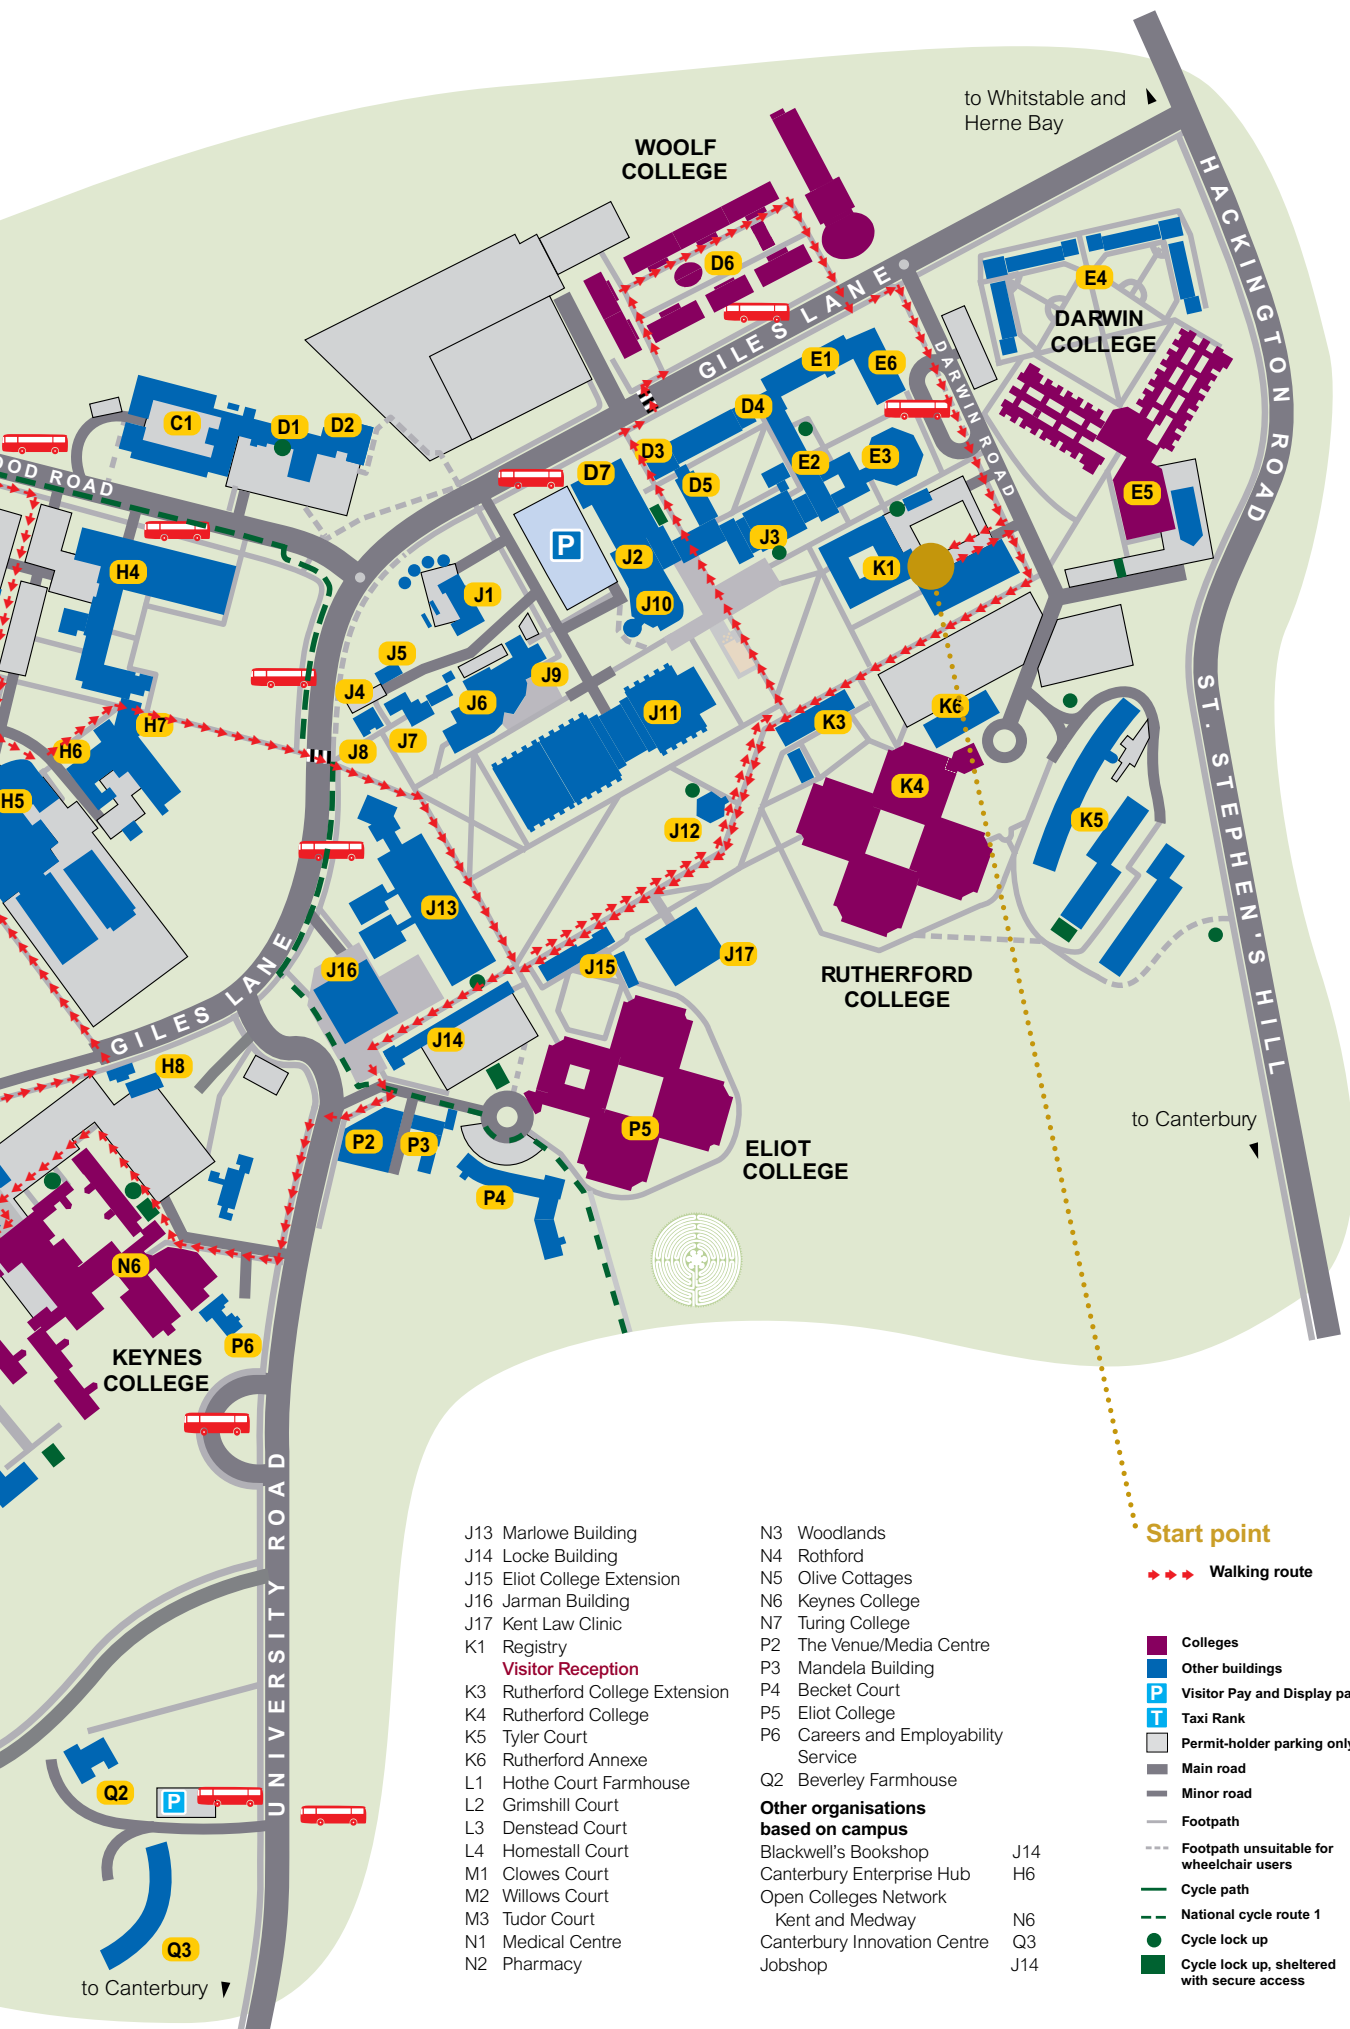 to Whitstable and
Herne Bay
WOOLF
COLLEGE
HACKINGTON ROAD
D6
E4
DARWIN
COLLEGE
GILES LANE
DARWIN ROAD
E1
E6
D4
C1
D1
D2
D3
E2
E3
D7
D5
E5
OOD ROAD
P
J3
J2
K1
H4
J1
J10
J5
J9
J4
J6
J11
K6
K3
H7
J8
J7
H6
K4
H5
J12
K5
ST. STEPHEN'S HILL
J13
GILES LANE
J17
J16
J15
RUTHERFORD
COLLEGE
J14
H8
to Canterbury
P2
P3
P5
ELIOT
COLLEGE
P4
N6
P6
KEYNES
COLLEGE
UNIVERSITY ROAD
Q2
P
Q3
to Canterbury
J13 Marlowe Building
J14 Locke Building
J15 Eliot College Extension
J16 Jarman Building
J17 Kent Law Clinic
K1 Registry
Visitor Reception
K3 Rutherford College Extension
K4 Rutherford College
K5 Tyler Court
K6 Rutherford Annexe
L1 Hothe Court Farmhouse
L2 Grimshill Court
L3 Denstead Court
L4 Homestall Court
M1 Clowes Court
M2 Willows Court
M3 Tudor Court
N1 Medical Centre
N2 Pharmacy
N3 Woodlands
N4 Rothford
N5 Olive Cottages
N6 Keynes College
N7 Turing College
P2 The Venue/Media Centre
P3 Mandela Building
P4 Becket Court
P5 Eliot College
P6 Careers and Employability
Service
Q2 Beverley Farmhouse
Other organisations
based on campus
Blackwell's Bookshop J14
Canterbury Enterprise Hub H6
Open Colleges Network
Kent and Medway N6
Canterbury Innovation Centre Q3
Jobshop J14
Start point
Walking route
Colleges
Other buildings
P Visitor Pay and Display pa
T Taxi Rank
Permit-holder parking only
Main road
Minor road
Footpath
Footpath unsuitable for
wheelchair users
Cycle path
National cycle route 1
Cycle lock up
Cycle lock up, sheltered
with secure access